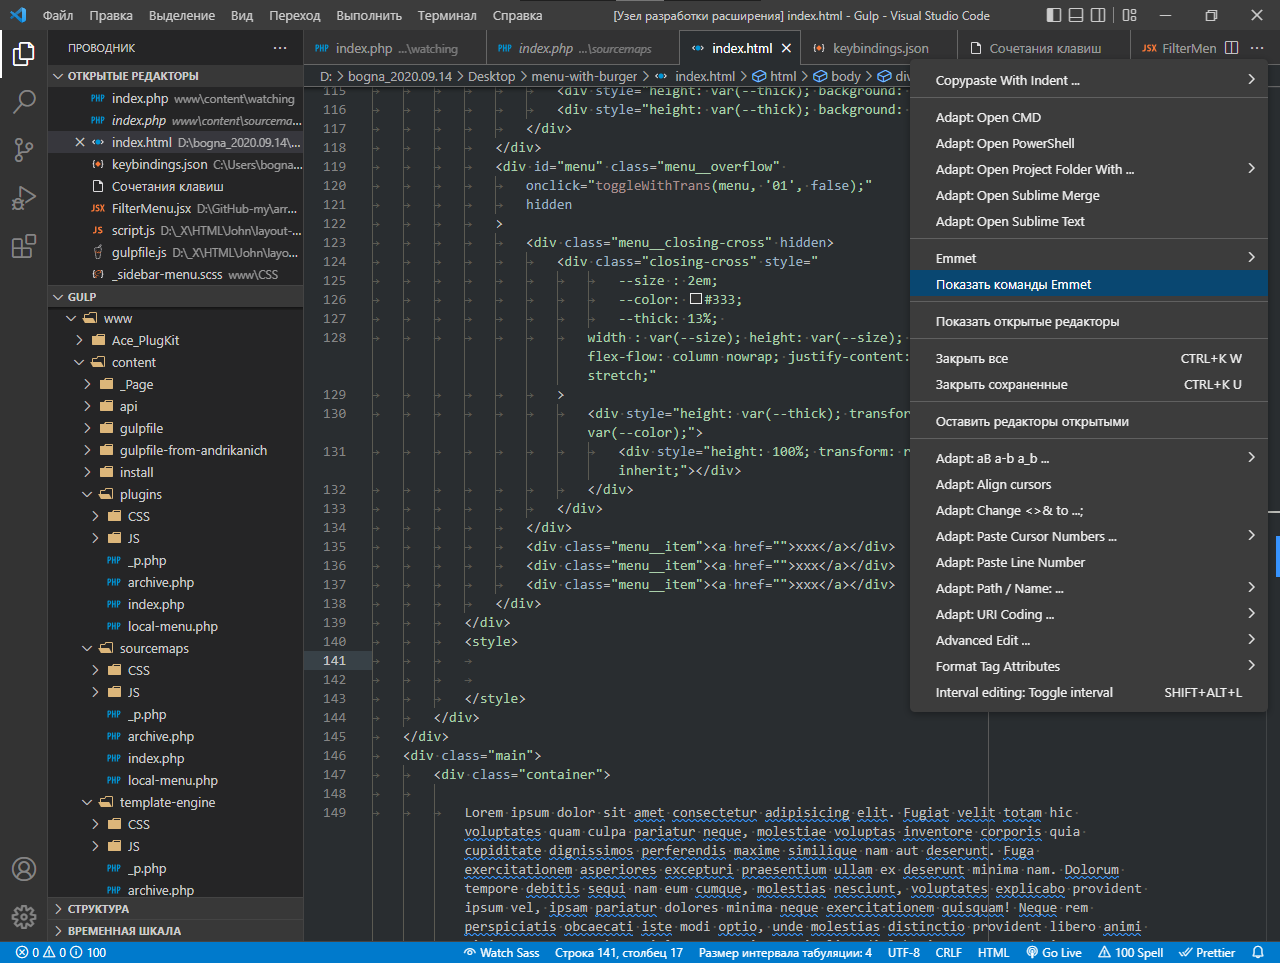 Файл Правка Выделение Вид Переход Выполнить Терминал Справка [Узел разработки расширения] index.html - Gulp - Visual Studio Code
ПРОВОДНИК
index.php ...\watching index.php ...\sourcemaps index.html keybindings.json Сочетания клавиш JSX FilterMen
D: > bogna_2020.09.14 > Desktop > menu-with-burger > index.html > html > body > div
ОТКРЫТЫЕ РЕДАКТОРЫ
index.php www\content\watching
index.php www\content\sourcema...
index.html D:\bogna_2020.09.14\...
keybindings.json C:\Users\bogna...
Сочетания клавиш
JSX FilterMenu.jsx D:\GitHub-my\arr...
JS script.js D:\_X\HTML\John\layout-...
gulpfile.js D:\_X\HTML\John\layo...
_sidebar-menu.scss www\CSS
GULP
www
Ace_PlugKit
content
_Page
api
gulpfile
gulpfile-from-andrikanich
install
plugins
CSS
JS
PHP _p.php
PHP archive.php
PHP index.php
PHP local-menu.php
sourcemaps
CSS
JS
PHP _p.php
PHP archive.php
PHP index.php
PHP local-menu.php
template-engine
CSS
JS
PHP _p.php
PHP archive.php
СТРУКТУРА
ВРЕМЕННАЯ ШКАЛА
115 <div style="height: var(--thick); background:
116 <div style="height: var(--thick); background:
117 </div>
118 </div>
119 <div id="menu" class="menu__overflow"
120 onclick="toggleWithTrans(menu, '01', false);"
121 hidden
122 >
123 <div class="menu__closing-cross" hidden>
124 <div class="closing-cross" style="
125 --size : 2em;
126 --color: #333;
127 --thick: 13%;
128 width : var(--size); height: var(--size);
flex-flow: column nowrap; justify-content:
stretch;"
129 >
130 <div style="height: var(--thick); transfor
var(--color);">
131 <div style="height: 100%; transform: r
inherit;"></div>
132 </div>
133 </div>
134 </div>
135 <div class="menu__item"><a href="">xxx</a></div>
136 <div class="menu__item"><a href="">xxx</a></div>
137 <div class="menu__item"><a href="">xxx</a></div>
138 </div>
139 </div>
140 <style>
141
142
143 </style>
144 </div>
145 </div>
146 <div class="main">
147 <div class="container">
148
149 Lorem ipsum dolor sit amet consectetur adipisicing elit. Fugiat velit totam hic
voluptates quam culpa pariatur neque, molestiae voluptas inventore corporis quia
cupiditate dignissimos perferendis maxime similique nam aut deserunt. Fuga
exercitationem asperiores excepturi praesentium ullam ex deserunt minima nam. Dolorum
tempore debitis sequi nam eum cumque, molestias nesciunt, voluptates explicabo provident
ipsum vel, ipsam pariatur dolores minima neque exercitationem quisquam! Neque rem
perspiciatis obcaecati iste modi optio, unde molestias distinctio provident libero animi
Copypaste With Indent ...
Adapt: Open CMD
Adapt: Open PowerShell
Adapt: Open Project Folder With ...
Adapt: Open Sublime Merge
Adapt: Open Sublime Text
Emmet
Показать команды Emmet
Показать открытые редакторы
Закрыть все CTRL+K W
Закрыть сохраненные CTRL+K U
Оставить редакторы открытыми
Adapt: aB a-b a_b ...
Adapt: Align cursors
Adapt: Change <>& to ...;
Adapt: Paste Cursor Numbers ...
Adapt: Paste Line Number
Adapt: Path / Name: ...
Adapt: URI Coding ...
Advanced Edit ...
Format Tag Attributes
Interval editing: Toggle interval SHIFT+ALT+L
0 0 100 Watch Sass Строка 141, столбец 17 Размер интервала табуляции: 4 UTF-8 CRLF HTML Go Live 100 Spell Prettier